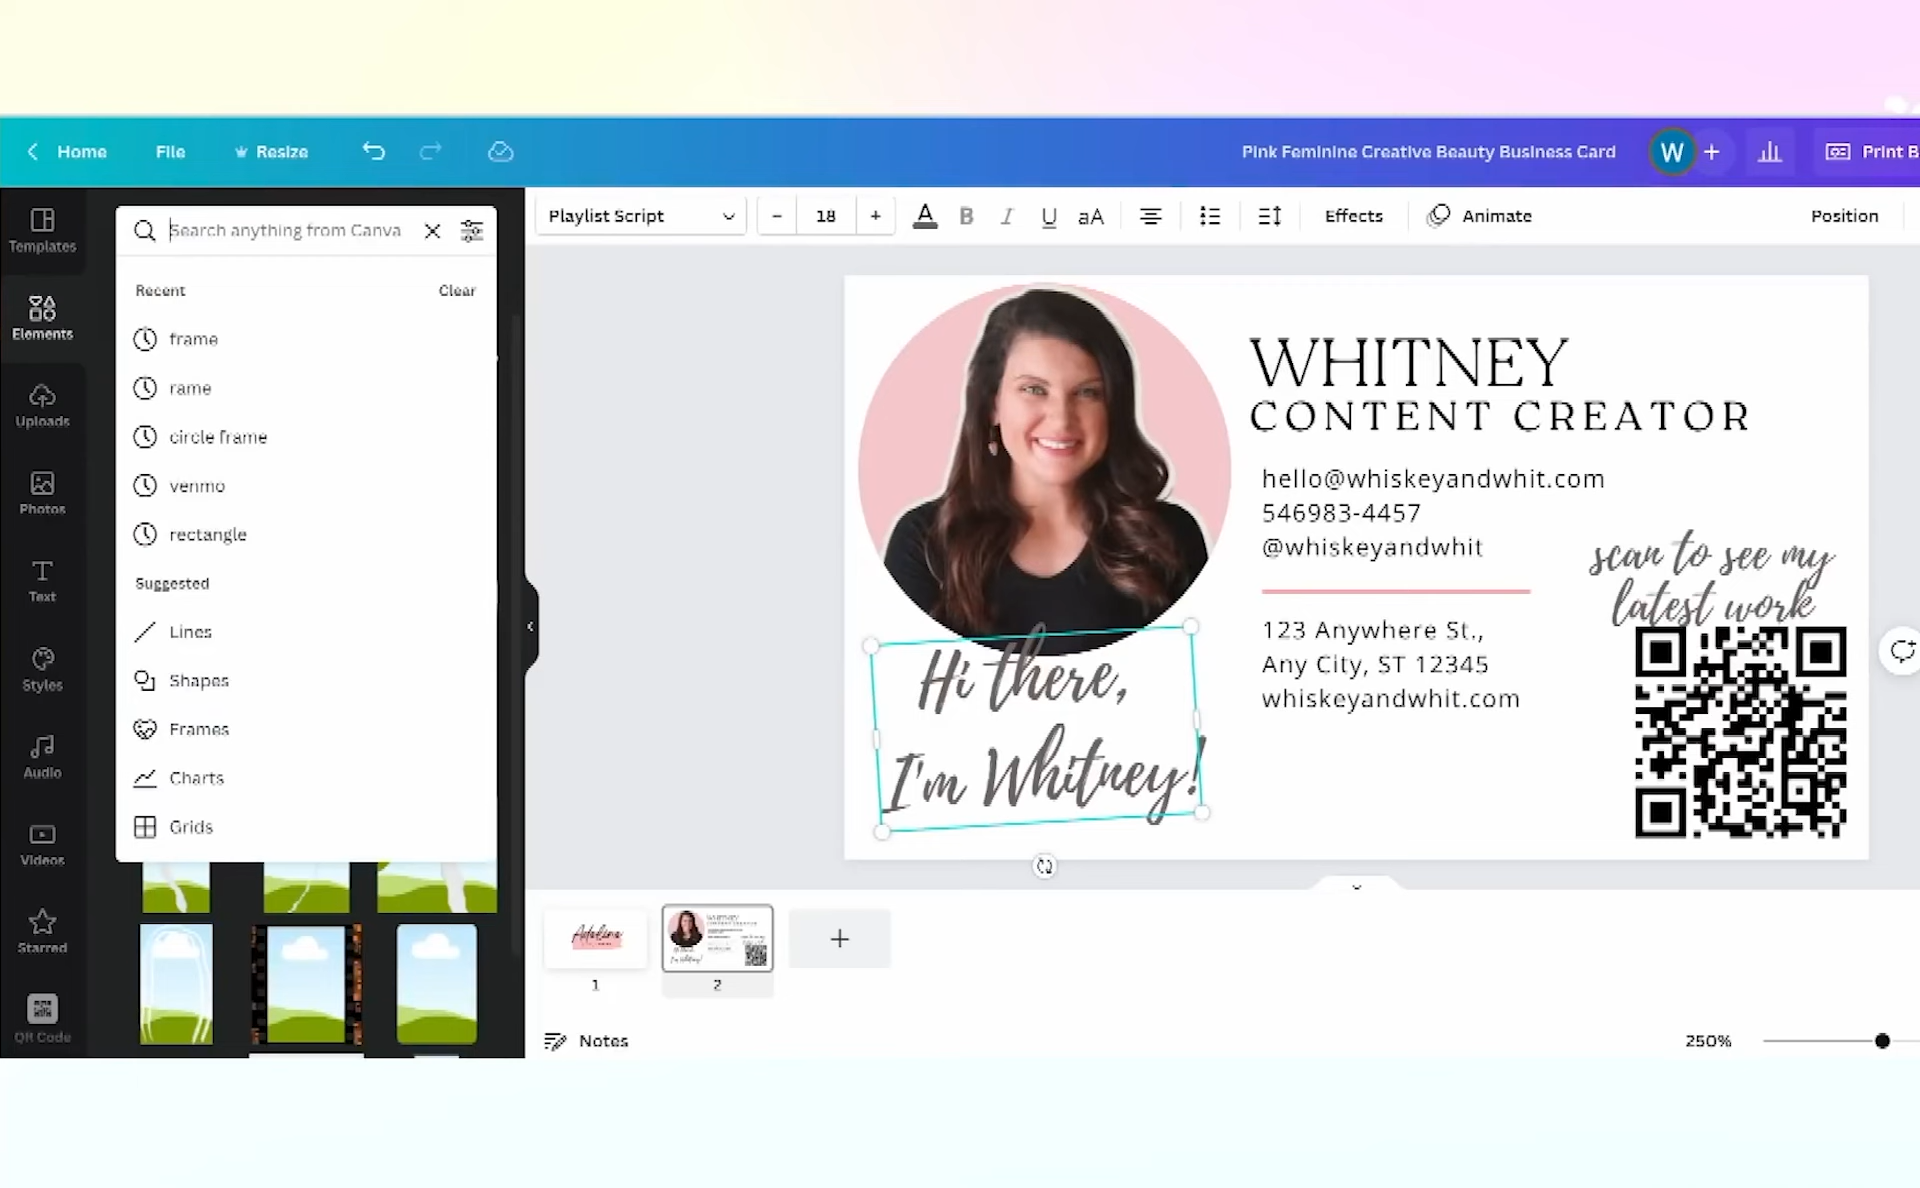 Home File Resize Pink Feminine Creative Beauty Business Card W + Print B
Templates
Elements
Uploads
Photos
Text
Styles
Audio
Videos
Starred
QR Code
Search anything from Canva
Recent Clear
frame
rame
circle frame
venmo
rectangle
Suggested
Lines
Shapes
Frames
Charts
Grids
Playlist Script - 18 + A B I U aA Effects Animate Position
WHITNEY
CONTENT CREATOR
hello@whiskeyandwhit.com
546983-4457
@whiskeyandwhit
123 Anywhere St.,
Any City, ST 12345
whiskeyandwhit.com
scan to see my
latest work
Hi there,
I'm Whitney!
Adelina
1
WHITNEY
I'm Whitney!
2
+
Notes 250%